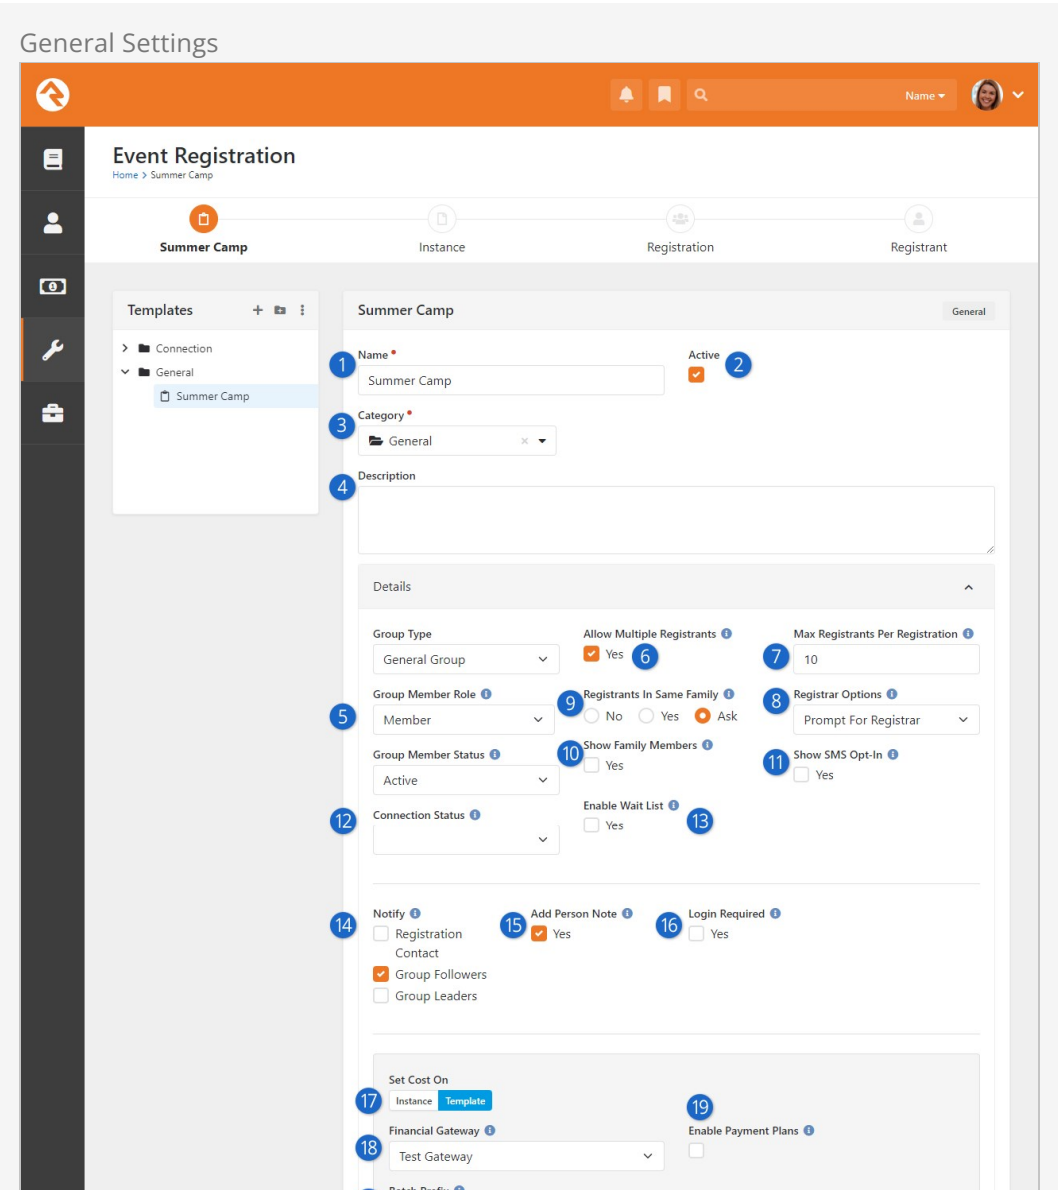 General Settings
Name
Event Registration
Home > Summer Camp
Summer Camp
Instance
Registration
Registrant
Templates
Summer Camp
General
Connection
General
Summer Camp
1
Name
Summer Camp
Active
2
3
Category
General
4
Description
Details
Group Type
General Group
Allow Multiple Registrants
Yes
6
Max Registrants Per Registration
7
10
Group Member Role
5
Member
9
Registrants In Same Family
No
Yes
Ask
8
Registrar Options
Prompt For Registrar
Group Member Status
Active
10
Show Family Members
Yes
11
Show SMS Opt-In
Yes
12
Connection Status
Enable Wait List
Yes
13
14
Notify
Registration
Contact
Group Followers
Group Leaders
15
Add Person Note
Yes
16
Login Required
Yes
Set Cost On
17
Instance
Template
18
Financial Gateway
Test Gateway
19
Enable Payment Plans
Batch Prefix